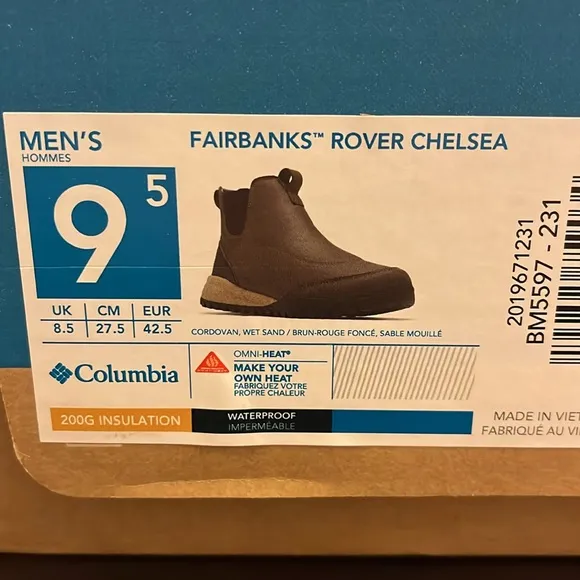 MEN'S
HOMMES
FAIRBANKS™ ROVER CHELSEA
9 5
UK CM EUR
8.5 27.5 42.5
CORDOVAN, WET SAND / BRUN-ROUGE FONCÉ, SABLE MOUILLÉ
Columbia
OMNI-HEAT®
MAKE YOUR
OWN HEAT
FABRIQUEZ VOTRE
PROPRE CHALEUR
200G INSULATION
WATERPROOF
IMPERMÉABLE
2019671231
BM5597 - 231
MADE IN VIET
FABRIQUÉ AU VI